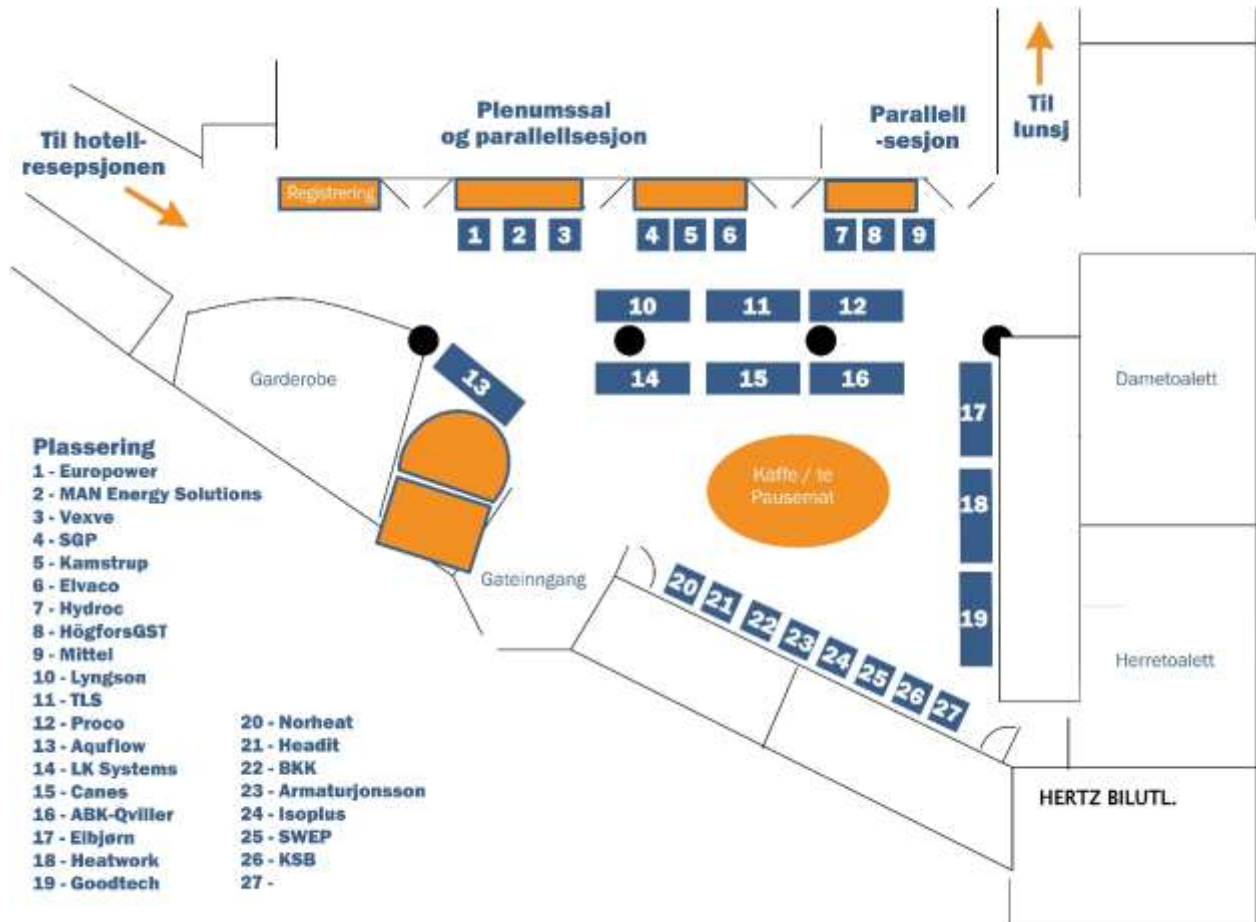 Til hotell-
resepsjonen
Plenumssal
og parallellsesjon
Parallell
-sesjon
Til
lunsj
Registrering
1 2 3 4 5 6 7 8 9
10 11 12
13
14 15 16
17
18
19
Garderobe
Dametoalett
Kaffe / te
Pausemat
Gateinngang
20 21 22 23 24 25 26 27
Herretoalett
HERTZ BILUTL.
Plassering
1 - Europower
2 - MAN Energy Solutions
3 - Vexve
4 - SGP
5 - Kamstrup
6 - Elvaco
7 - Hydroc
8 - HögforsGST
9 - Mittel
10 - Lyngson
11 - TLS
12 - Proco
13 - Aquflow
14 - LK Systems
15 - Canes
16 - ABK-Qviller
17 - Elbjørn
18 - Heatwork
19 - Goodtech
20 - Norheat
21 - Headit
22 - BKK
23 - Armaturjonsson
24 - Isoplus
25 - SWEP
26 - KSB
27 -